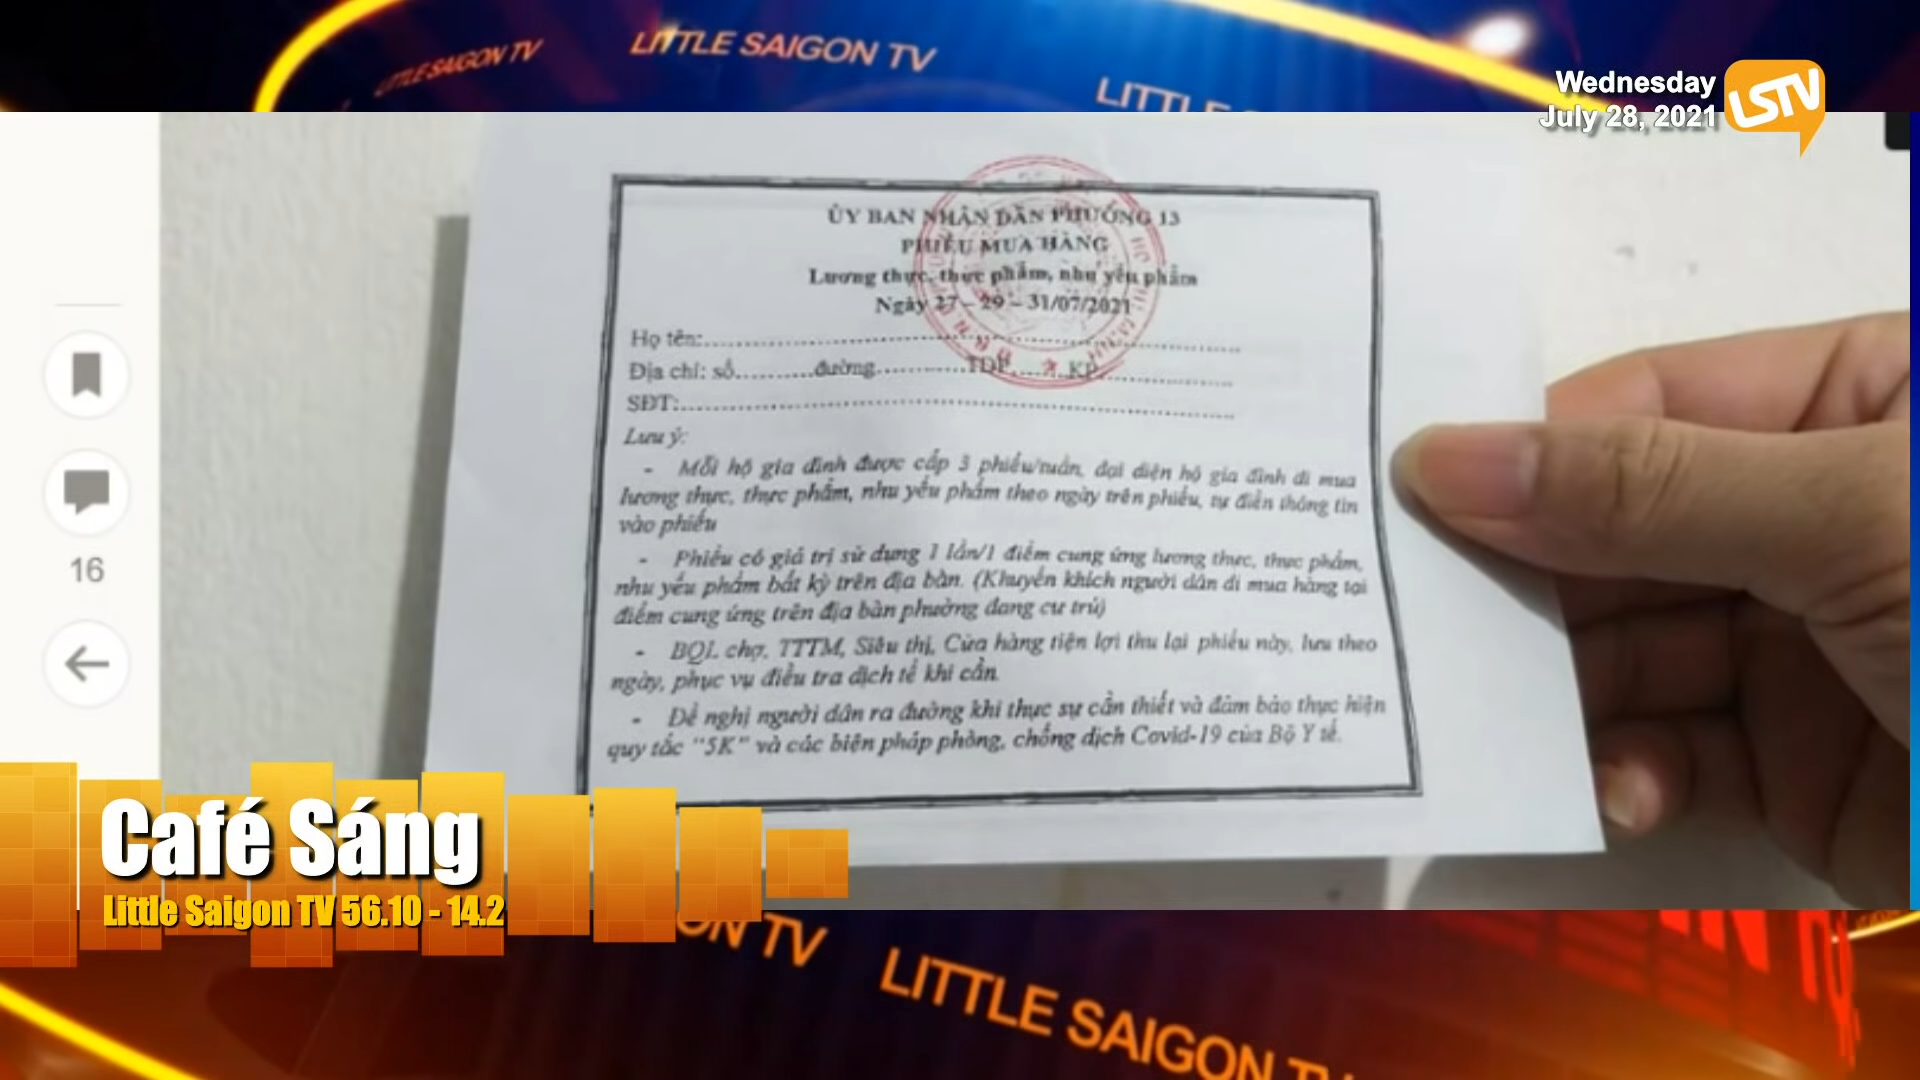 LITTLE SAIGON TV
LITTLE SAIGON TV
LITTLE
Wednesday
July 28, 2021
LSTV
ỦY BAN NHÂN DÂN PHƯỜNG 13
PHIẾU MUA HÀNG
Lương thực, thực phẩm, nhu yếu phẩm
Ngày 27 – 29 – 31/07/2021
Họ tên:
Địa chỉ: số..........đường............TDP.......KP
SĐT:
Lưu ý:
- Mỗi hộ gia đình được cấp 3 phiếu/tuần, đại diện hộ gia đình đi mua
lương thực, thực phẩm, nhu yếu phẩm theo ngày trên phiếu, tự điền thông tin
vào phiếu
- Phiếu có giá trị sử dụng 1 lần/1 điểm cung ứng lương thực, thực phẩm,
nhu yếu phẩm bất kỳ trên địa bàn. (Khuyến khích người dân đi mua hàng tại
điểm cung ứng trên địa bàn phường đang cư trú)
- BQL chợ, TTTM, Siêu thị, Cửa hàng tiện lợi thu lại phiếu này, lưu theo
ngày, phục vụ điều tra dịch tễ khi cần.
- Đề nghị người dân ra đường khi thực sự cần thiết và đảm bảo thực hiện
quy tắc "5K" và các biện pháp phòng, chống dịch Covid-19 của Bộ Y tế.
16
Café Sáng
Little Saigon TV 56.10 - 14.2
ON TV
LITTLE SAIGON TV